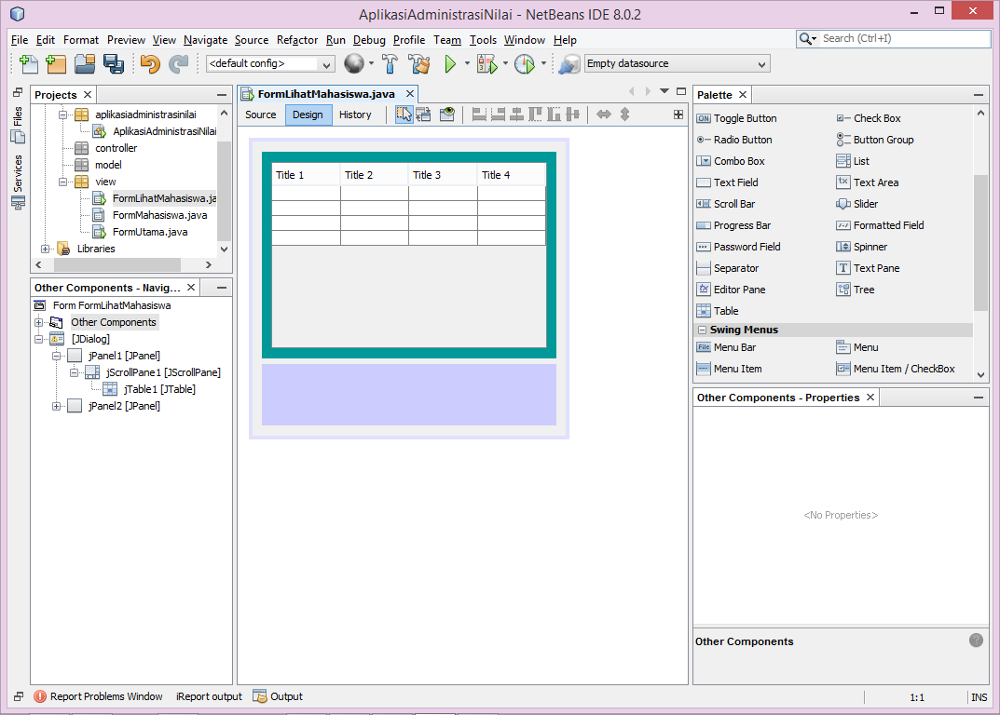 AplikasiAdministrasiNilai - NetBeans IDE 8.0.2
File Edit Format Preview View Navigate Source Refactor Run Debug Profile Team Tools Window Help
Search (Ctrl+I)
<default config>
Empty datasource
Files
Services
Projects
aplikasiadministrasinilai
AplikasiAdministrasiNilai
controller
model
view
FormLihatMahasiswa.ja
FormMahasiswa.java
FormUtama.java
Libraries
Other Components - Navig...
Form FormLihatMahasiswa
Other Components
[JDialog]
jPanel1 [JPanel]
jScrollPane1 [JScrollPane]
jTable1 [JTable]
jPanel2 [JPanel]
FormLihatMahasiswa.java
Source Design History
Title 1 Title 2 Title 3 Title 4
Palette
ON Toggle Button Check Box
Radio Button Button Group
Combo Box List
Text Field Text Area
Scroll Bar Slider
Progress Bar Formatted Field
Password Field Spinner
Separator Text Pane
Editor Pane Tree
Table
Swing Menus
File Menu Bar Menu
Menu Item Menu Item / CheckBox
Other Components - Properties
<No Properties>
Other Components
Report Problems Window iReport output Output
1:1 INS